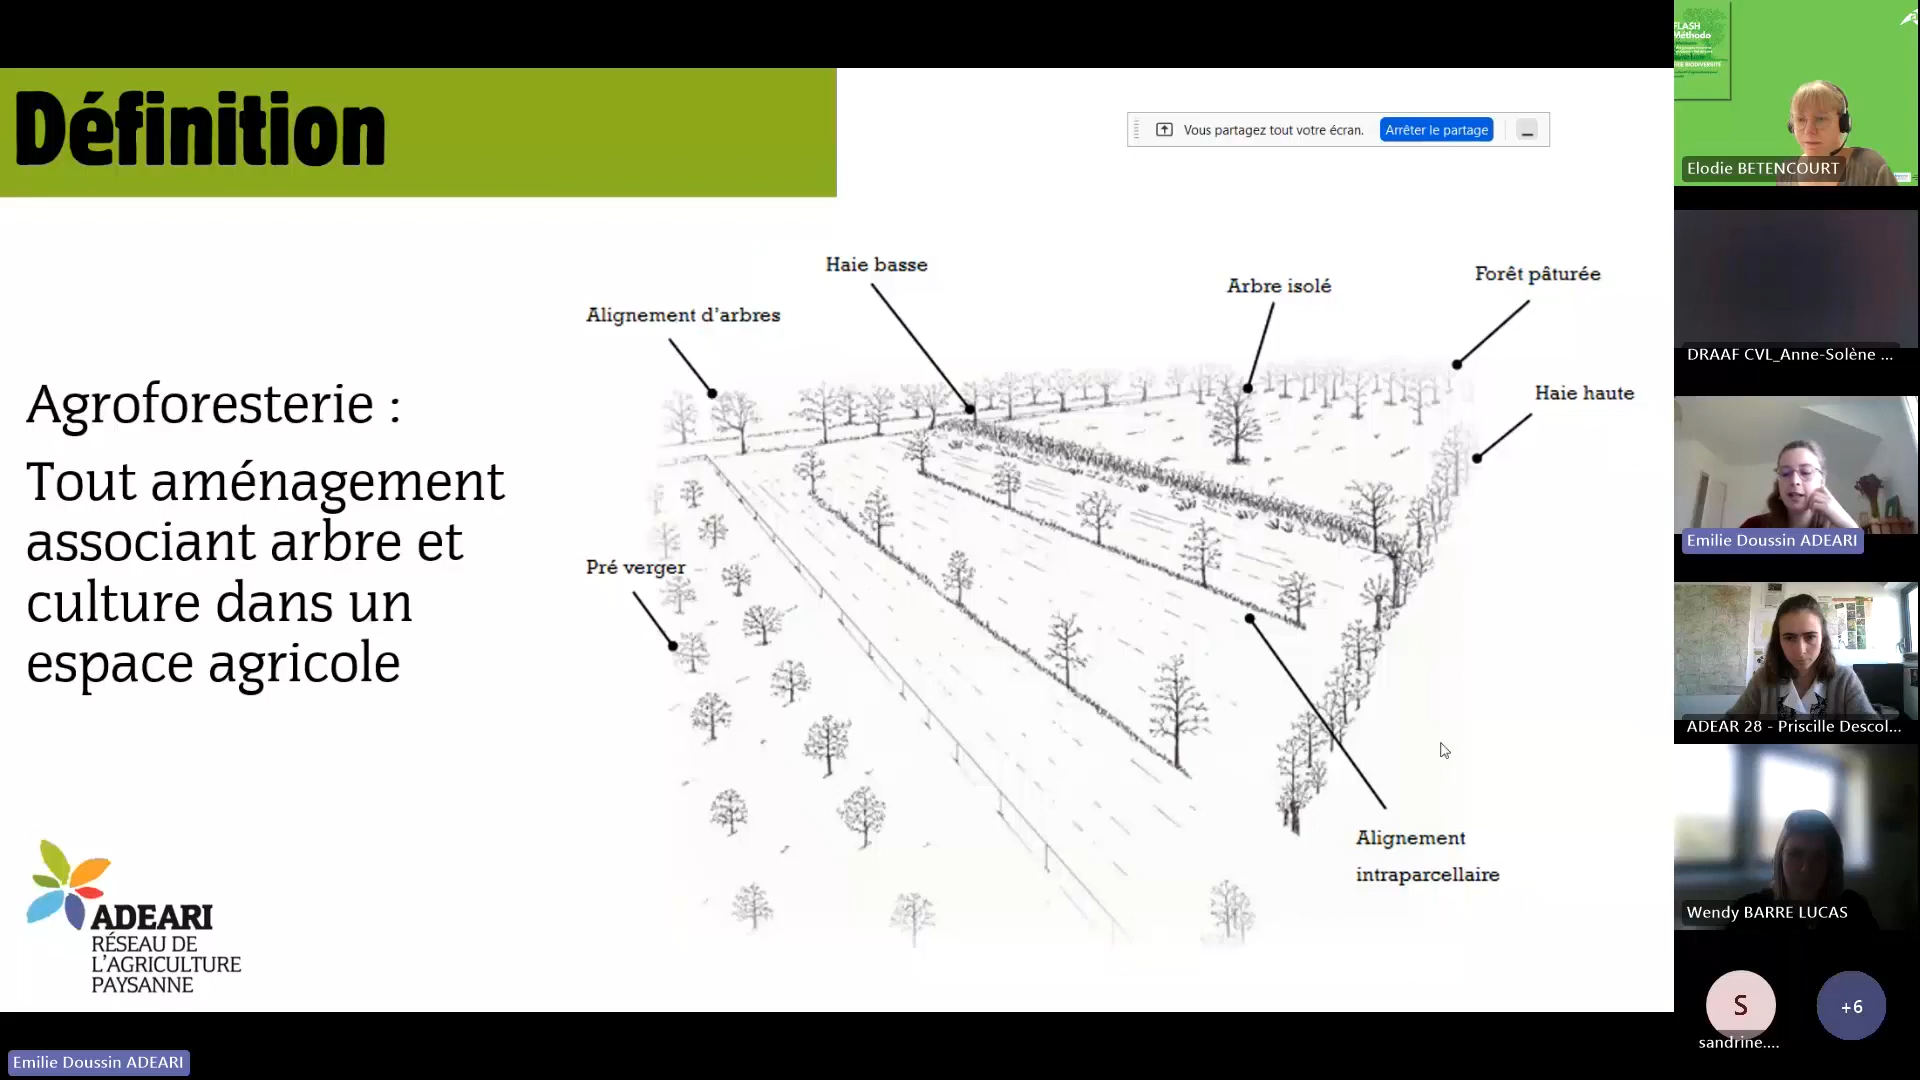 Définition
Vous partagez tout votre écran.
Arrêter le partage
Haie basse
Arbre isolé
Forêt pâturée
Alignement d'arbres
Haie haute
Agroforesterie :
Tout aménagement
associant arbre et
culture dans un
espace agricole
Pré verger
Alignement
intraparcellaire
ADEARI
RÉSEAU DE
L'AGRICULTURE
PAYSANNE
Emilie Doussin ADEARI
FLASH
Méthodo
BIODIVERSITÉ
Elodie BETENCOURT
DRAAF CVL_Anne-Solène ...
Emilie Doussin ADEARI
ADEAR 28 - Priscille Descol...
Wendy BARRE LUCAS
S
sandrine....
+6